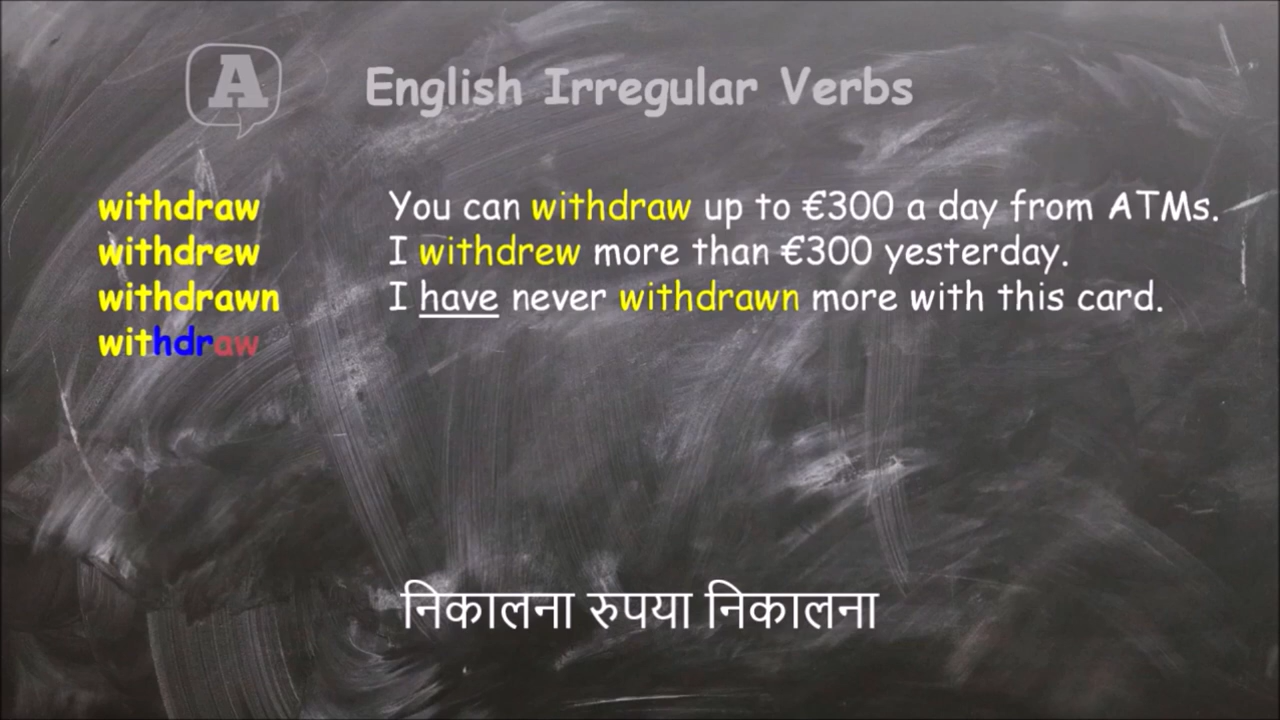 A English Irregular Verbs
withdraw You can withdraw up to €300 a day from ATMs.
withdrew I withdrew more than €300 yesterday.
withdrawn I have never withdrawn more with this card.
withdraw
निकालना रुपया निकालना